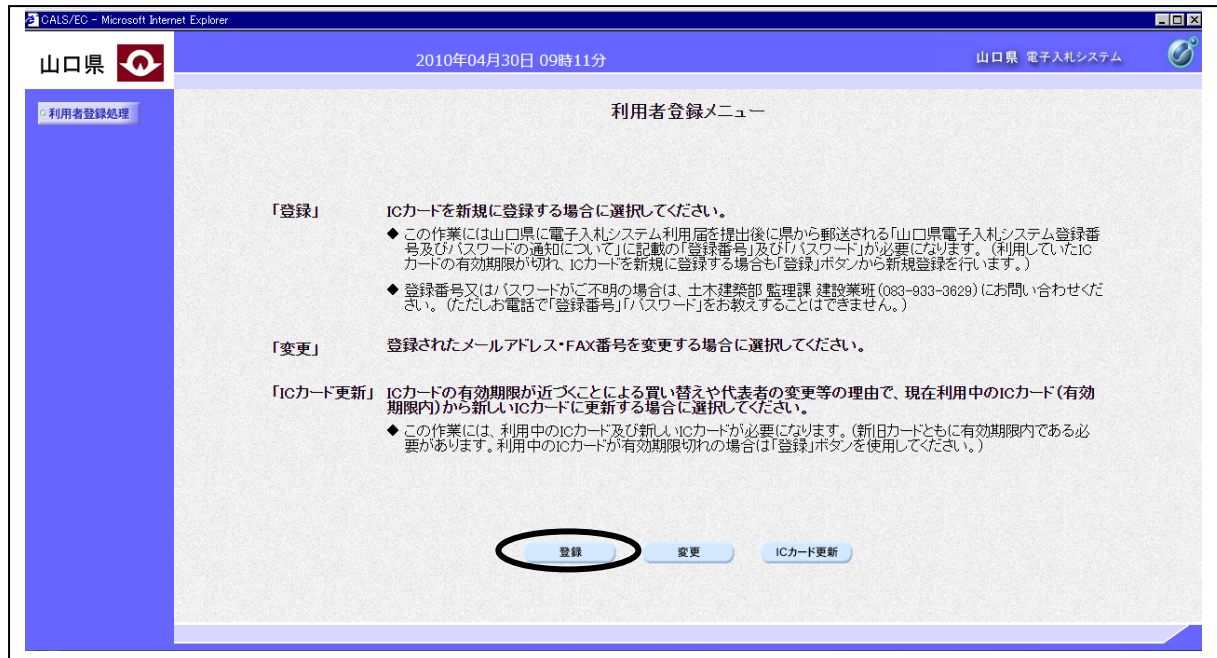 CALS/EC - Microsoft Internet Explorer
山口県
2010年04月30日 09時11分
山口県 電子入札システム
利用者登録処理
利用者登録メニュー
「登録」 ICカードを新規に登録する場合に選択してください。
◆ この作業には山口県に電子入札システム利用届を提出後に県から郵送される「山口県電子入札システム登録番
号及びパスワードの通知について」に記載の「登録番号」及び「パスワード」が必要になります。（利用していたIC
カードの有効期限が切れ、ICカードを新規に登録する場合も「登録」ボタンから新規登録を行います。）
◆ 登録番号又はパスワードがご不明の場合は、土木建築部 監理課 建設業班（083-933-3629）にお問い合わせくだ
さい。（ただしお電話で「登録番号」「パスワード」をお教えすることはできません。）
「変更」 登録されたメールアドレス・FAX番号を変更する場合に選択してください。
「ICカード更新」 ICカードの有効期限が近づくことによる買い替えや代表者の変更等の理由で、現在利用中のICカード（有効
期限内）から新しいICカードに更新する場合に選択してください。
◆ この作業には、利用中のICカード及び新しいICカードが必要になります。（新旧カードともに有効期限内である必
要があります。利用中のICカードが有効期限切れの場合は「登録」ボタンを使用してください。）
登録 変更 ICカード更新